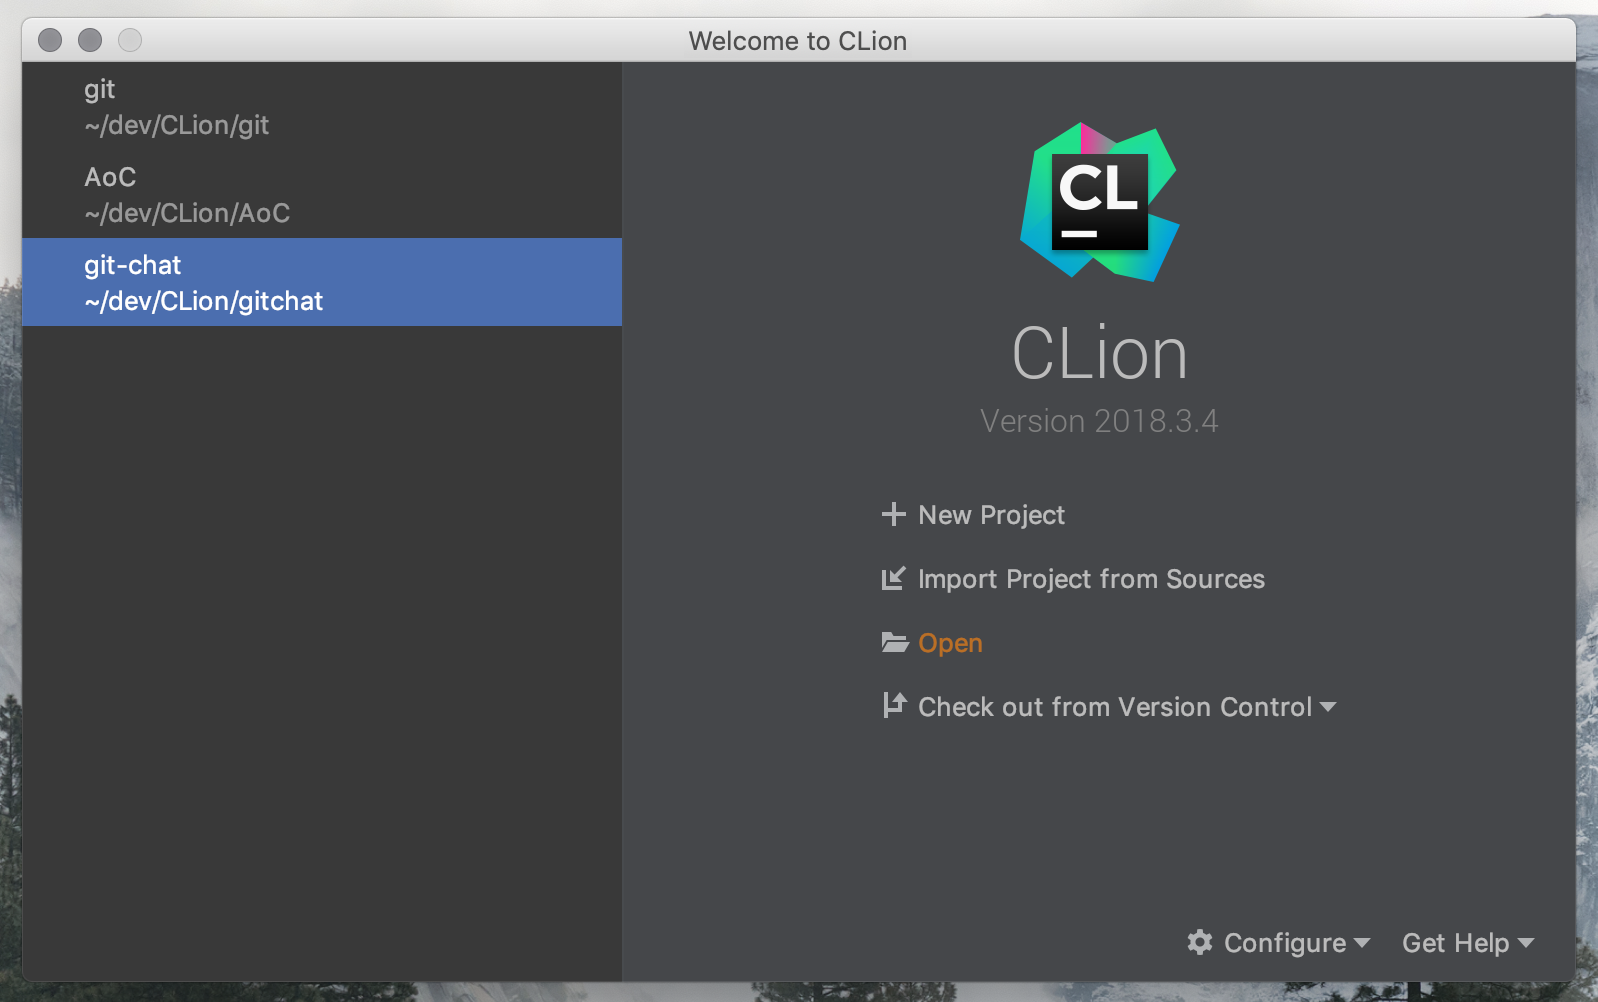 Welcome to CLion
git
~/dev/CLion/git
AoC
~/dev/CLion/AoC
git-chat
~/dev/CLion/gitchat
CL
CLion
Version 2018.3.4
New Project
Import Project from Sources
Open
Check out from Version Control
Configure
Get Help